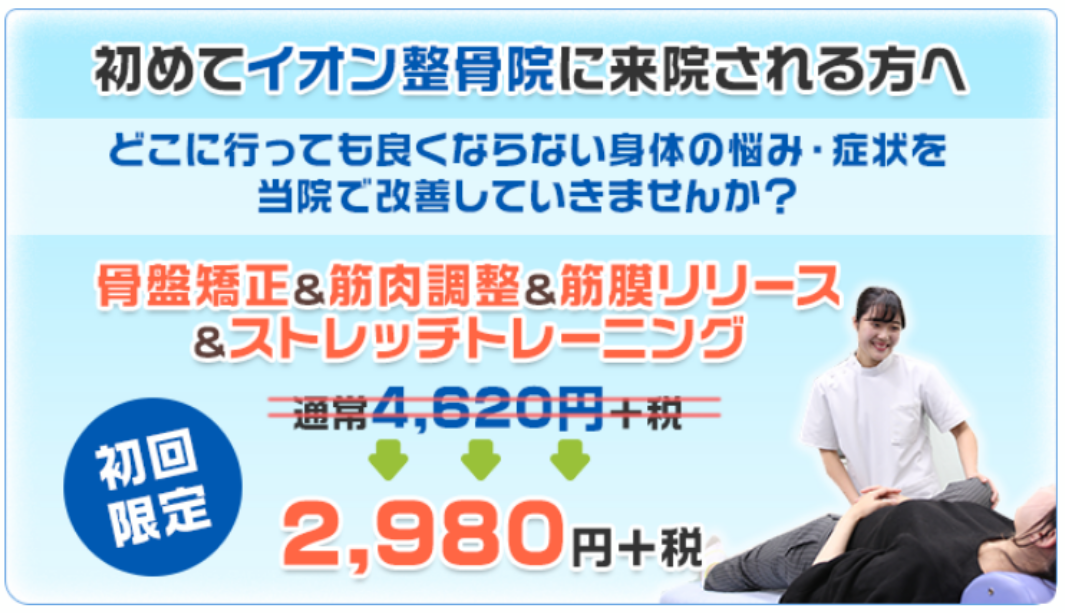 初めてイオン整骨院に来院される方へ
どこに行っても良くならない身体の悩み・症状を
当院で改善していきませんか？
骨盤矯正&筋肉調整&筋膜リリース
&ストレッチトレーニング
通常4,620円+税
初回
限定
2,980円+税